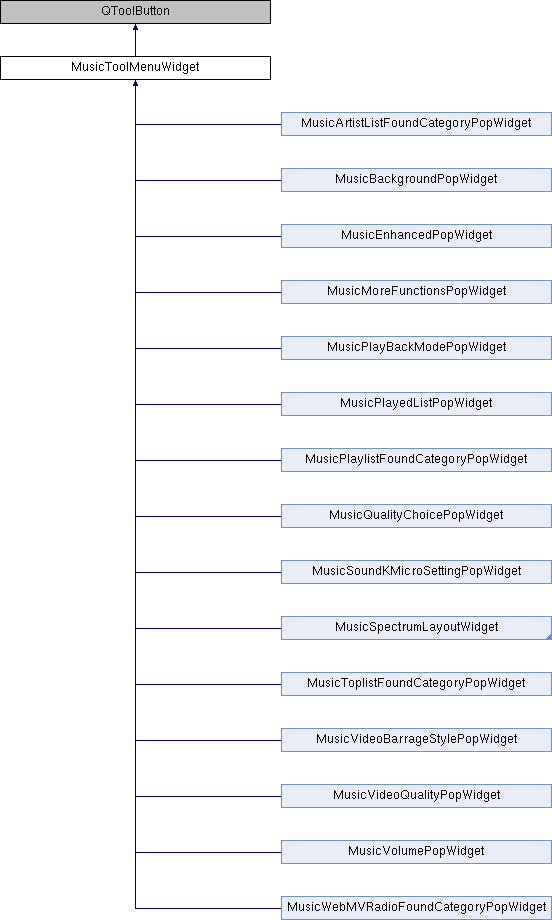 QToolButton
MusicToolMenuWidget
MusicArtistListFoundCategoryPopWidget
MusicBackgroundPopWidget
MusicEnhancedPopWidget
MusicMoreFunctionsPopWidget
MusicPlayBackModePopWidget
MusicPlayedListPopWidget
MusicPlaylistFoundCategoryPopWidget
MusicQualityChoicePopWidget
MusicSoundKMicroSettingPopWidget
MusicSpectrumLayoutWidget
MusicToplistFoundCategoryPopWidget
MusicVideoBarrageStylePopWidget
MusicVideoQualityPopWidget
MusicVolumePopWidget
MusicWebMVRadioFoundCategoryPopWidget